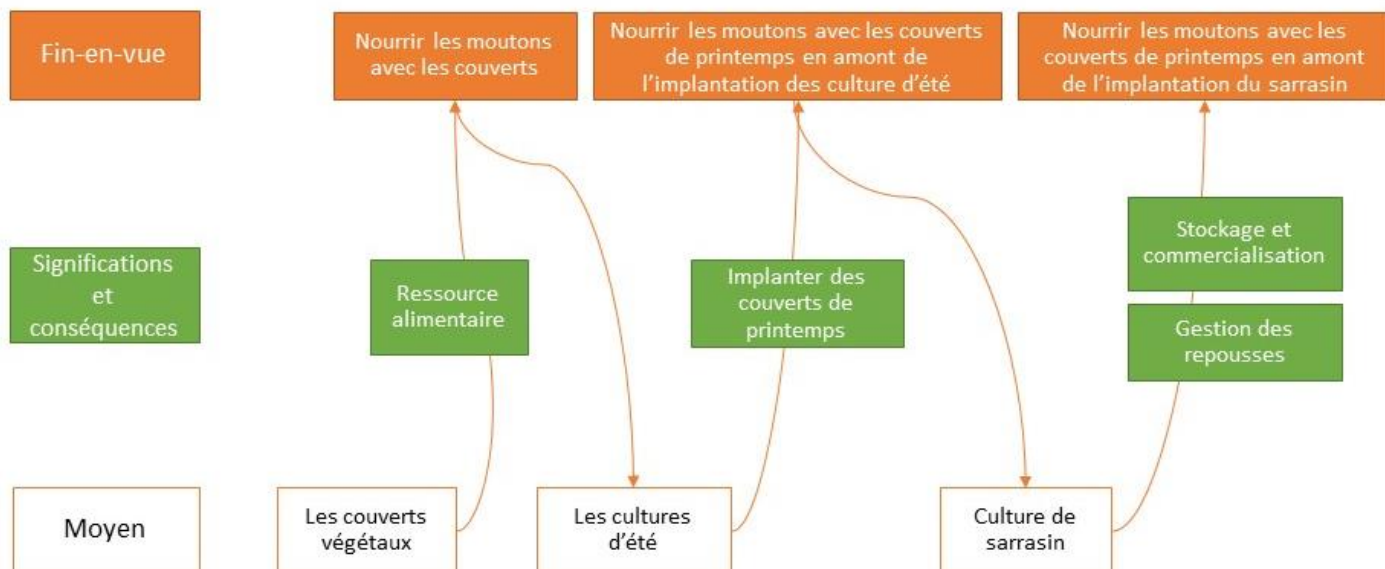 Fin-en-vue
Nourrir les moutons
avec les couverts
Nourrir les moutons avec les couverts
de printemps en amont de
l’implantation des culture d’été
Nourrir les moutons avec les
couverts de printemps en amont
de l’implantation du sarrasin
Significations
et
conséquences
Ressource
alimentaire
Implanter des
couverts de
printemps
Stockage et
commercialisation
Gestion des
repousses
Moyen
Les couverts
végétaux
Les cultures
d’été
Culture de
sarrasin